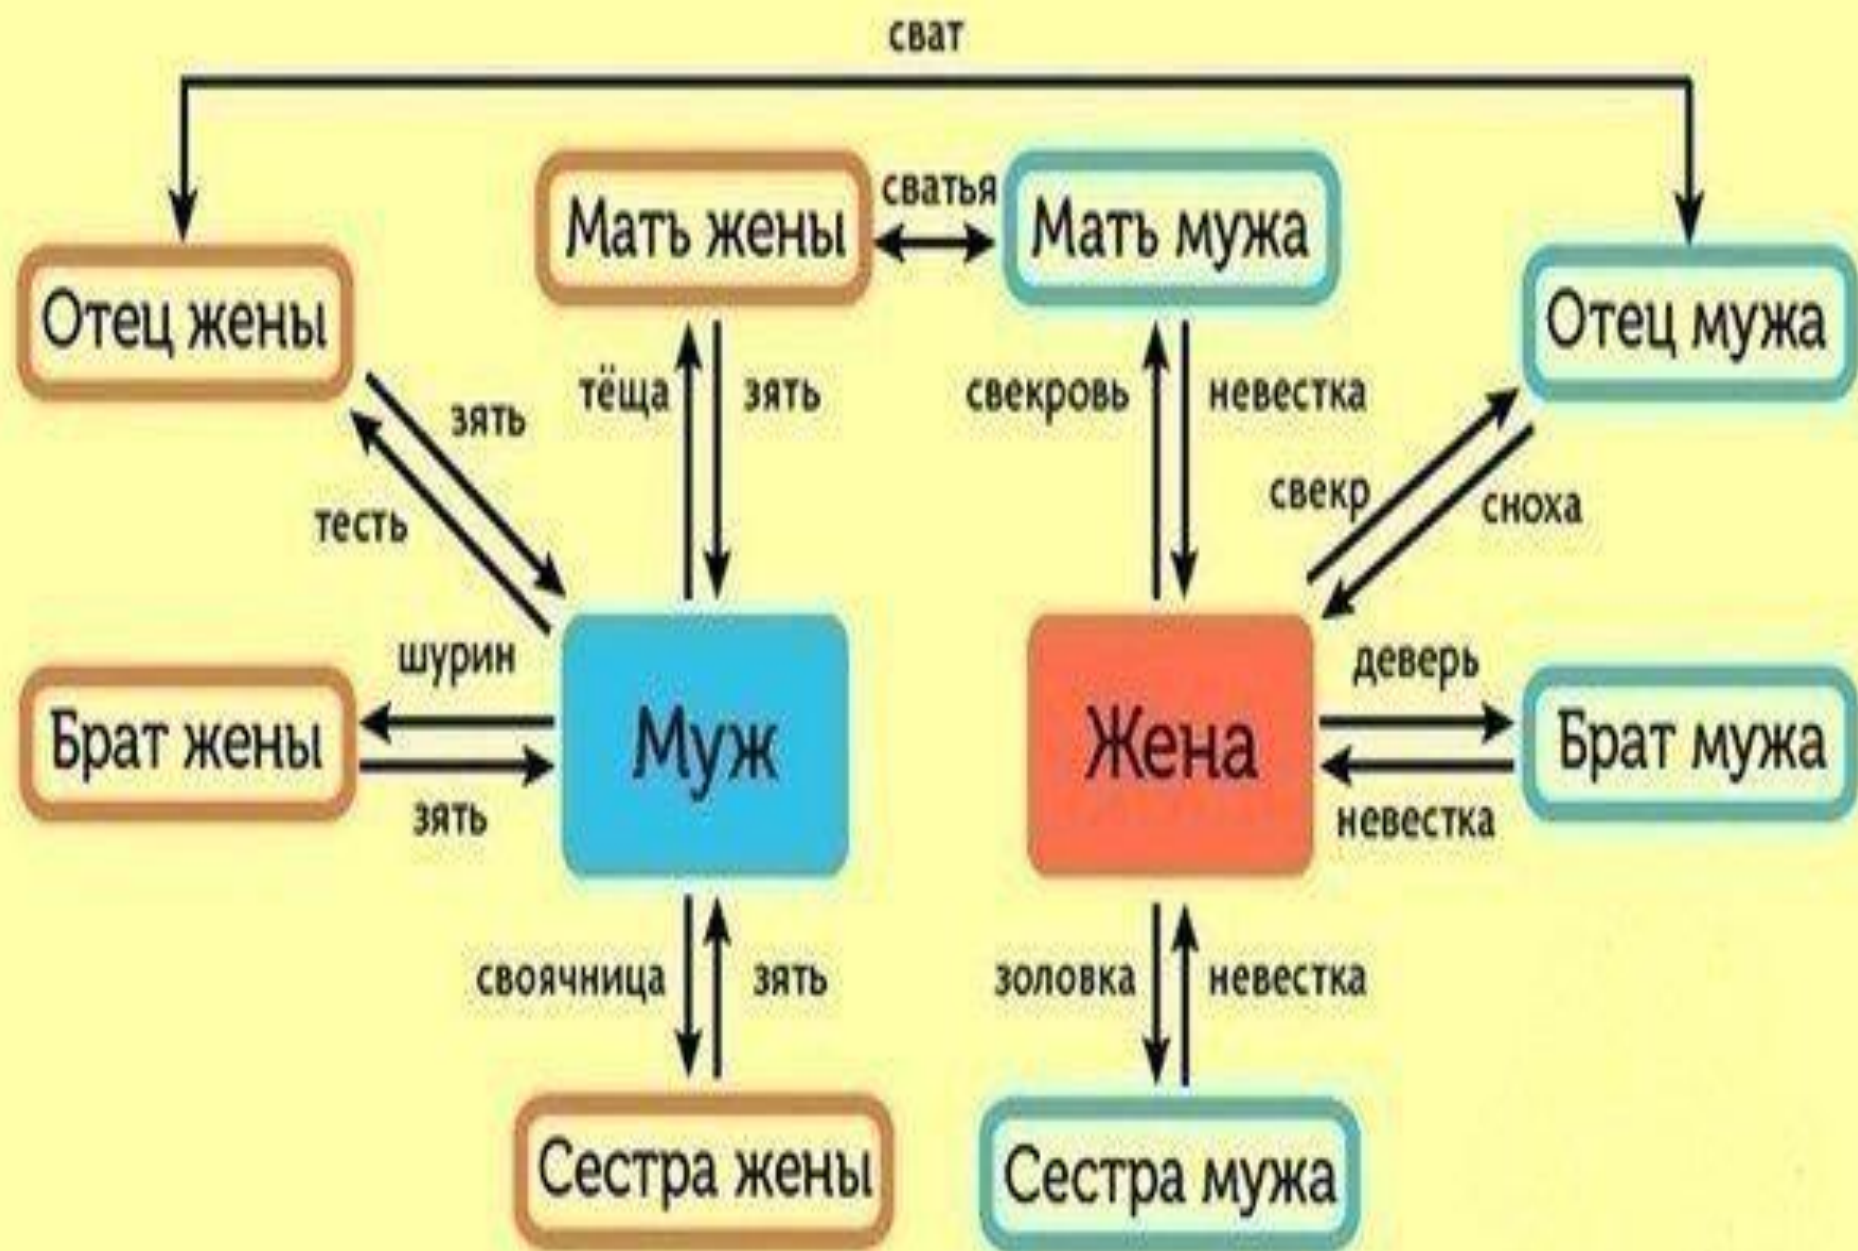 сват
сватья
Мать жены
Мать мужа
Отец жены
Отец мужа
зять
тёща
зять
свекровь
невестка
свекр
сноха
тесть
шурин
деверь
Брат жены
Муж
Жена
Брат мужа
зять
невестка
своячница
зять
золовка
невестка
Сестра жены
Сестра мужа